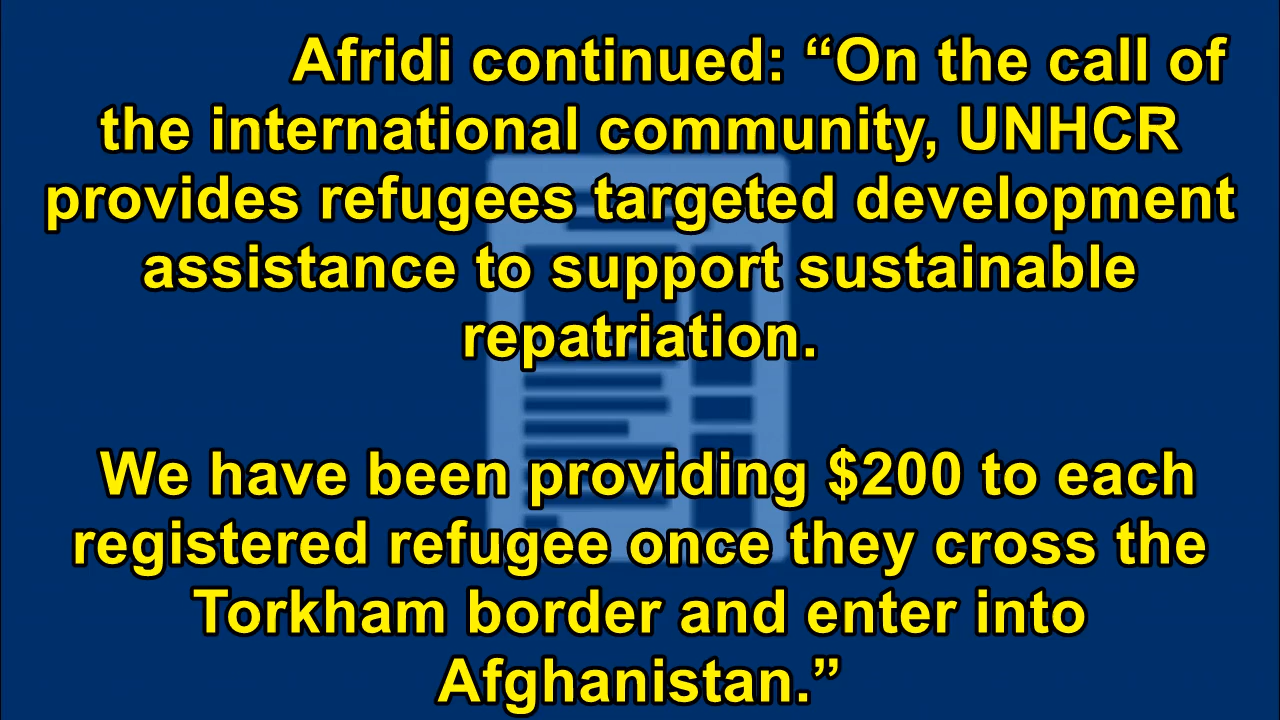 Afridi continued: “On the call of
the international community, UNHCR
provides refugees targeted development
assistance to support sustainable
repatriation.
We have been providing $200 to each
registered refugee once they cross the
Torkham border and enter into
Afghanistan.”